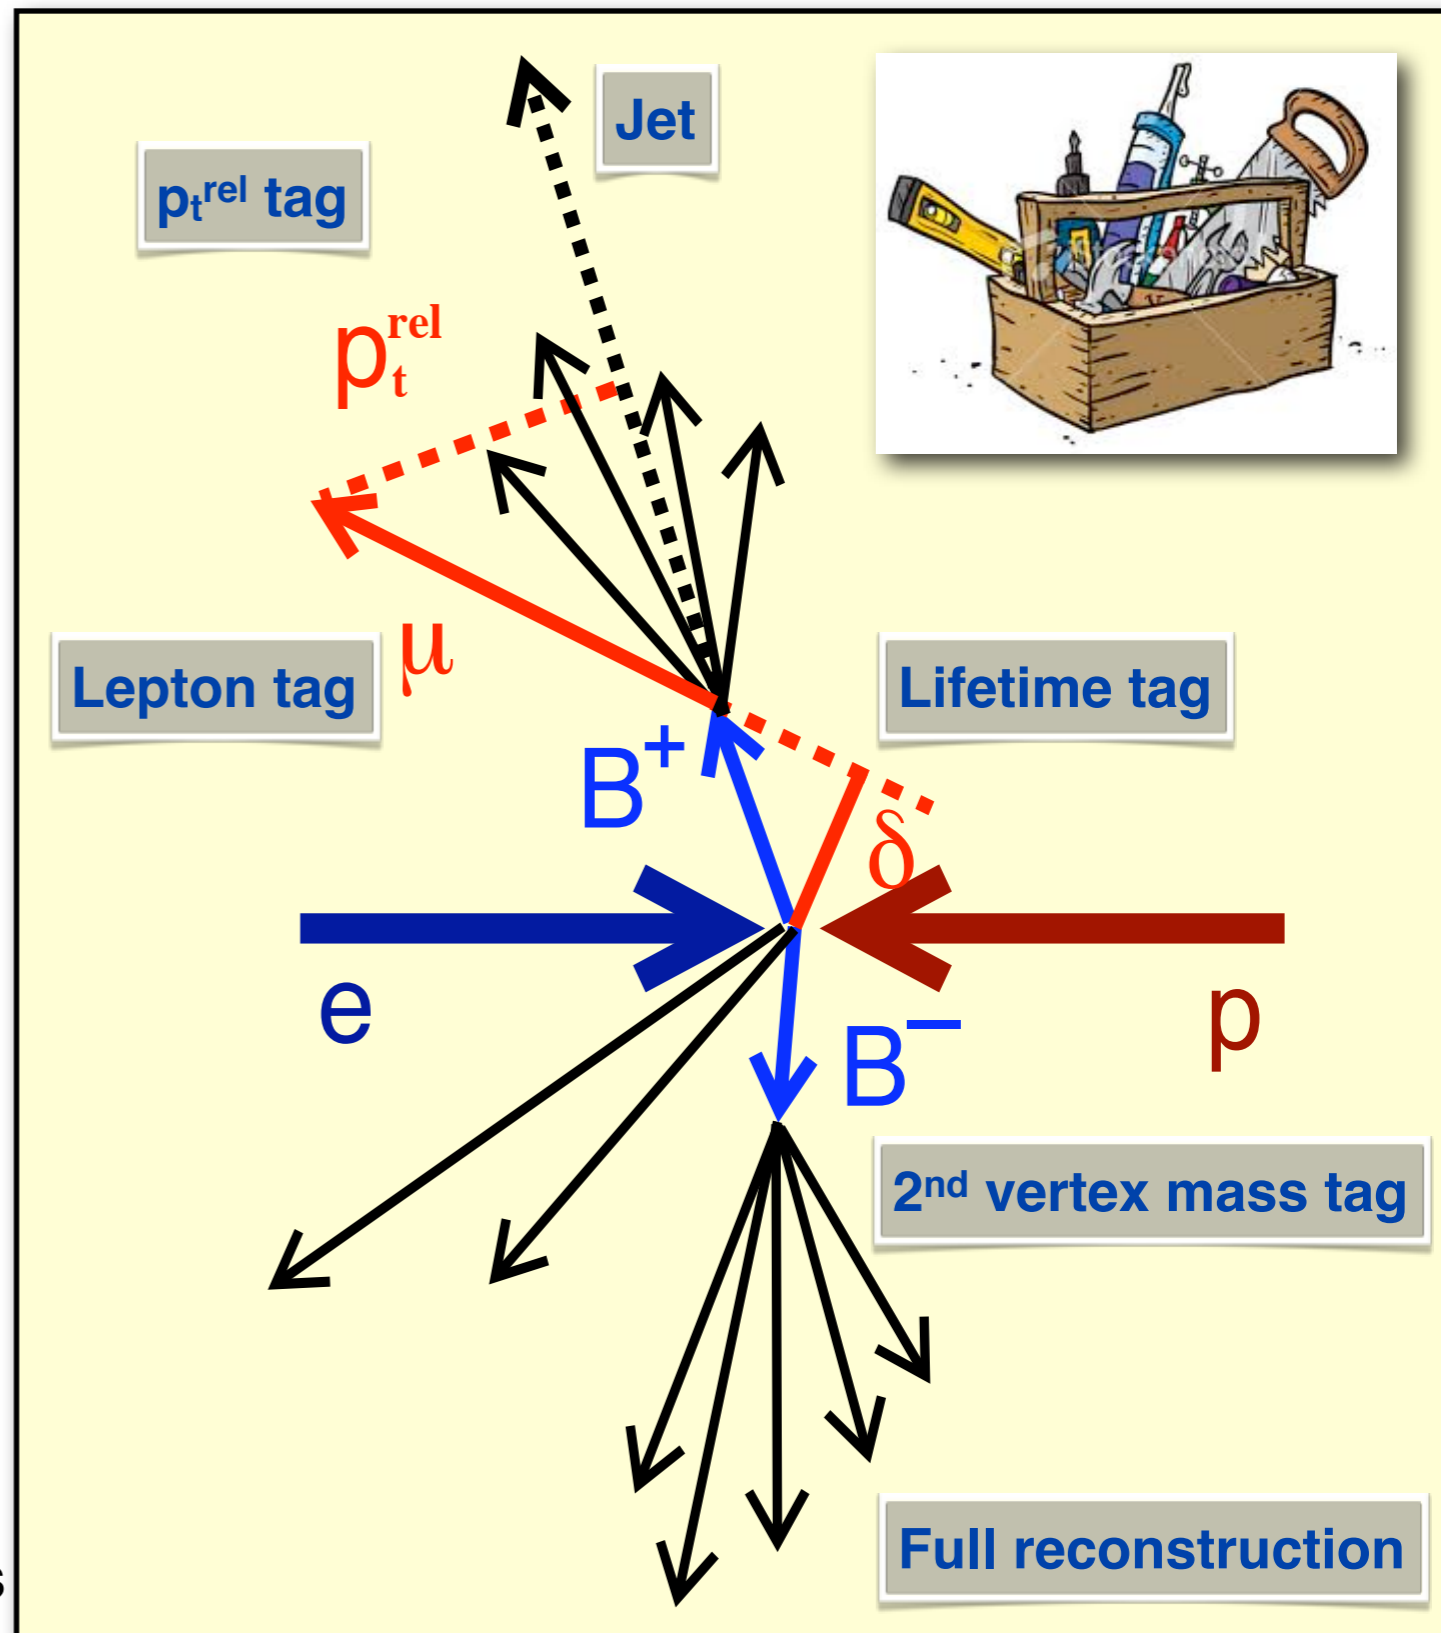 Jet
pₜʳᵉˡ tag
pₜʳᵉˡ
μ
Lepton tag
Lifetime tag
B⁺
δ
e
p
B⁻
2ⁿᵈ vertex mass tag
Full reconstruction
s